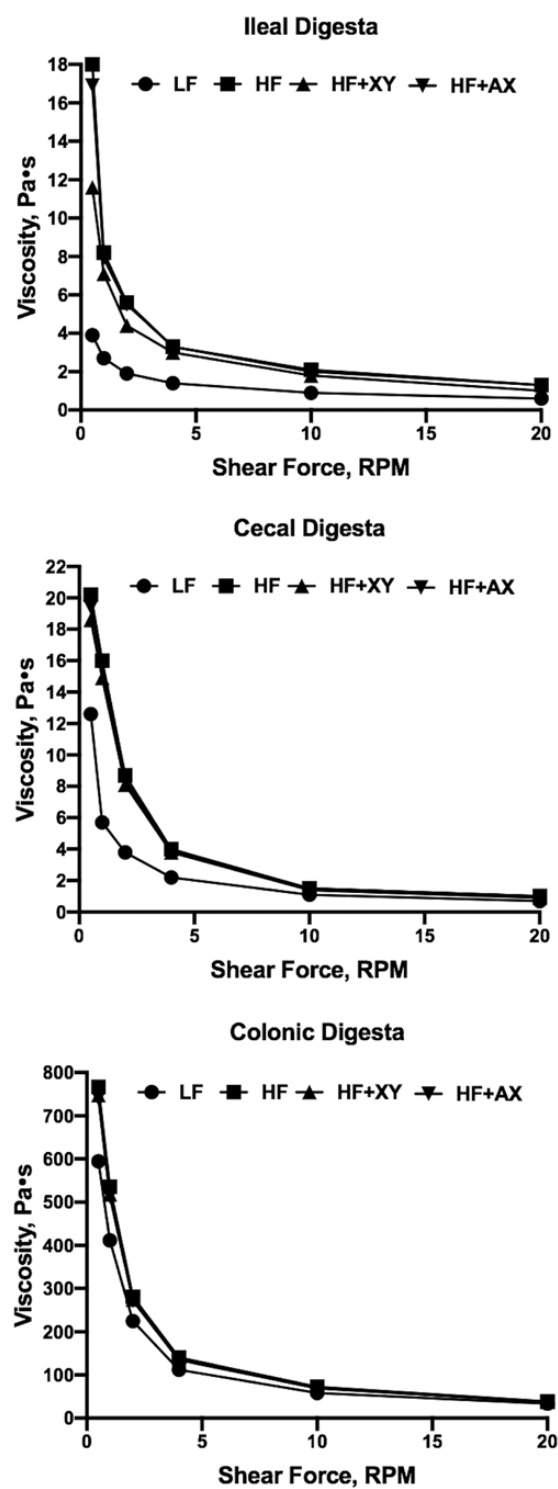 Ileal Digesta
LF HF HF+XY HF+AX
18
16
14
12
10
8
6
4
2
0
Viscosity, Pa•s
0 5 10 15 20
Shear Force, RPM
Cecal Digesta
LF HF HF+XY HF+AX
22
20
18
16
14
12
10
8
6
4
2
0
Viscosity, Pa•s
0 5 10 15 20
Shear Force, RPM
Colonic Digesta
LF HF HF+XY HF+AX
800
700
600
500
400
300
200
100
0
Viscosity, Pa•s
0 5 10 15 20
Shear Force, RPM